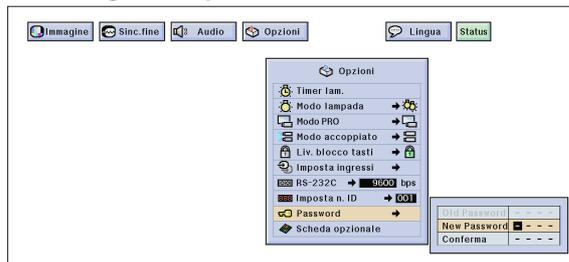 Immagine Sinc.fine Audio Opzioni Lingua Status
Opzioni
Timer lam.
Modo lampada
Modo PRO
Modo accoppiato
Liv. blocco tasti
Imposta ingressi
RS-232C 9600 bps
Imposta n. ID 001
Password
Scheda opzionale
Old Password - - - -
New Password - - - -
Conferma - - - -